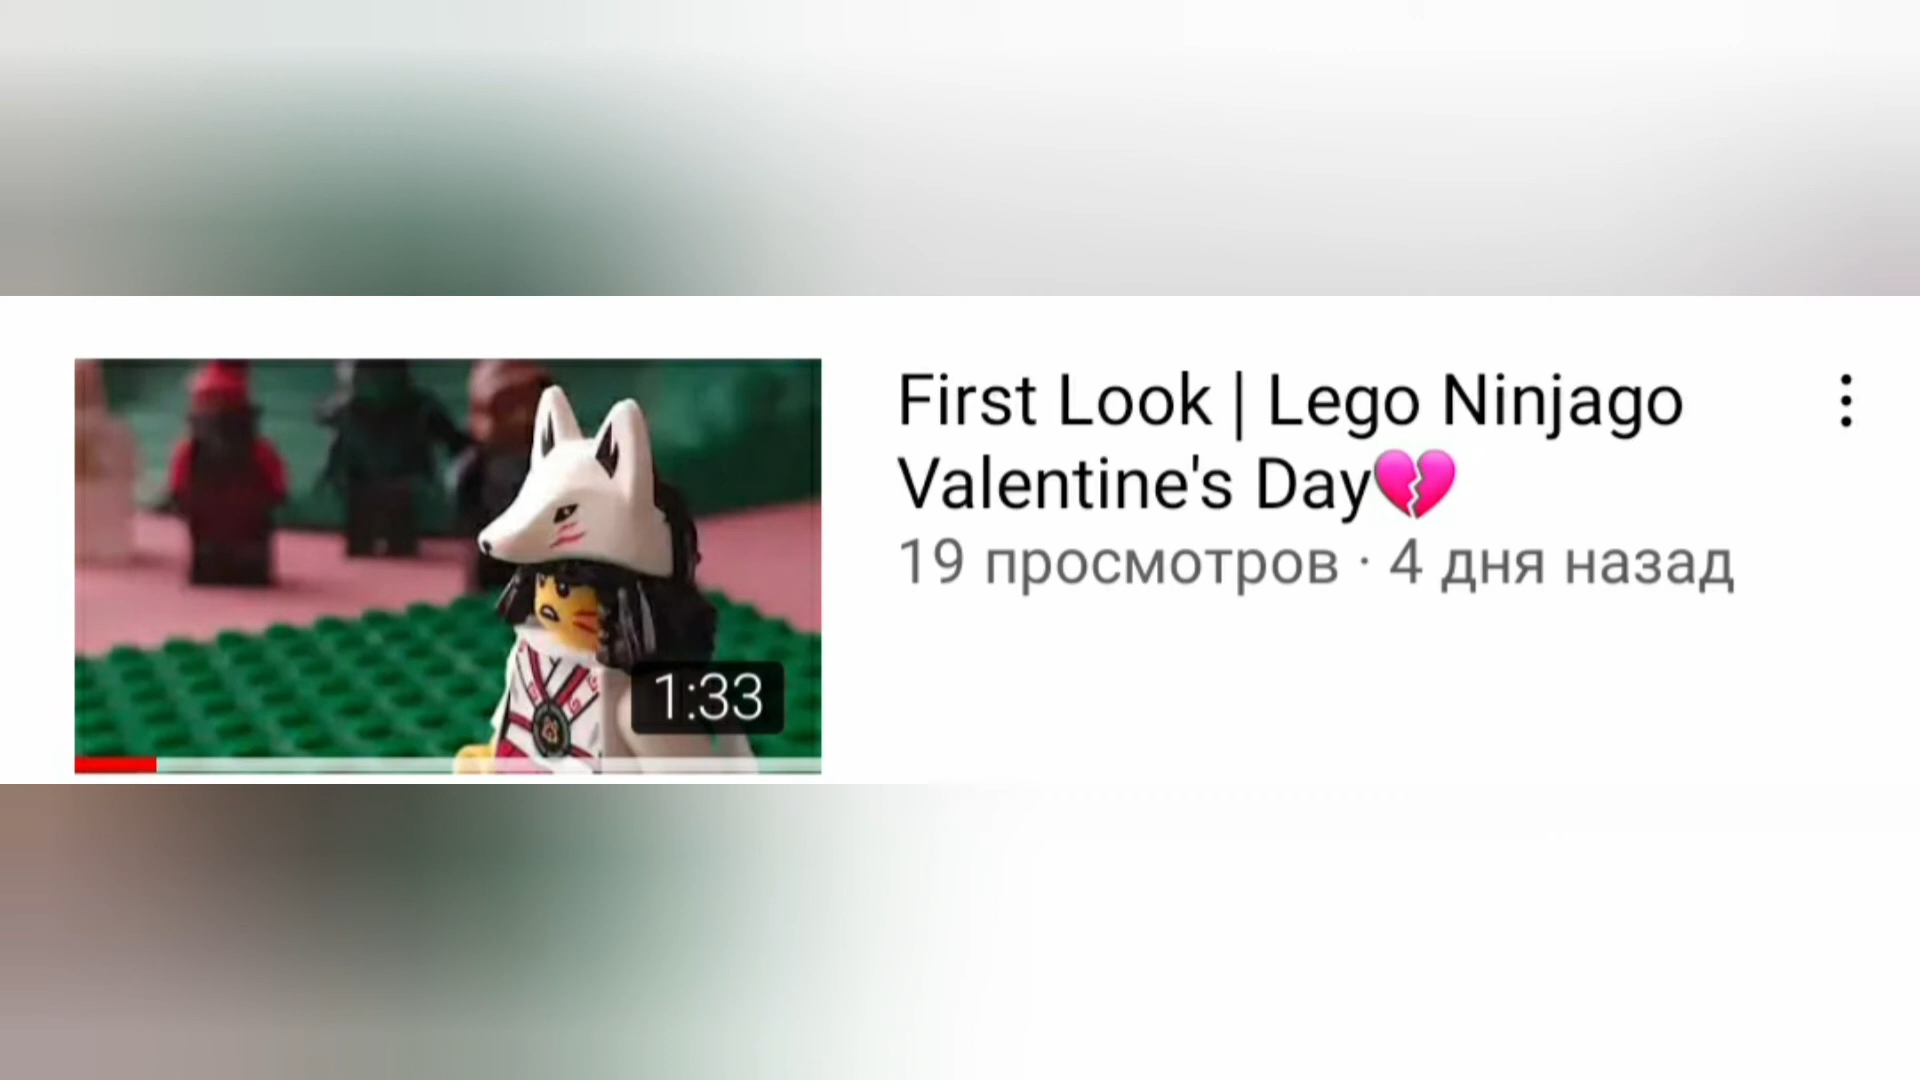 First Look | Lego Ninjago
Valentine's Day💔
19 просмотров · 4 дня назад
1:33